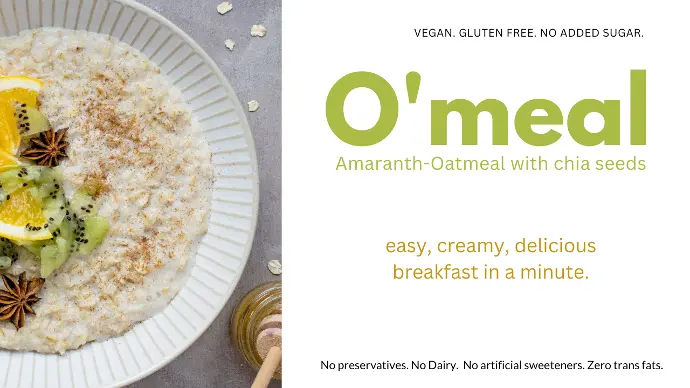 VEGAN. GLUTEN FREE. NO ADDED SUGAR.
O'meal
Amaranth-Oatmeal with chia seeds
easy, creamy, delicious
breakfast in a minute.
No preservatives. No Dairy. No artificial sweeteners. Zero trans fats.